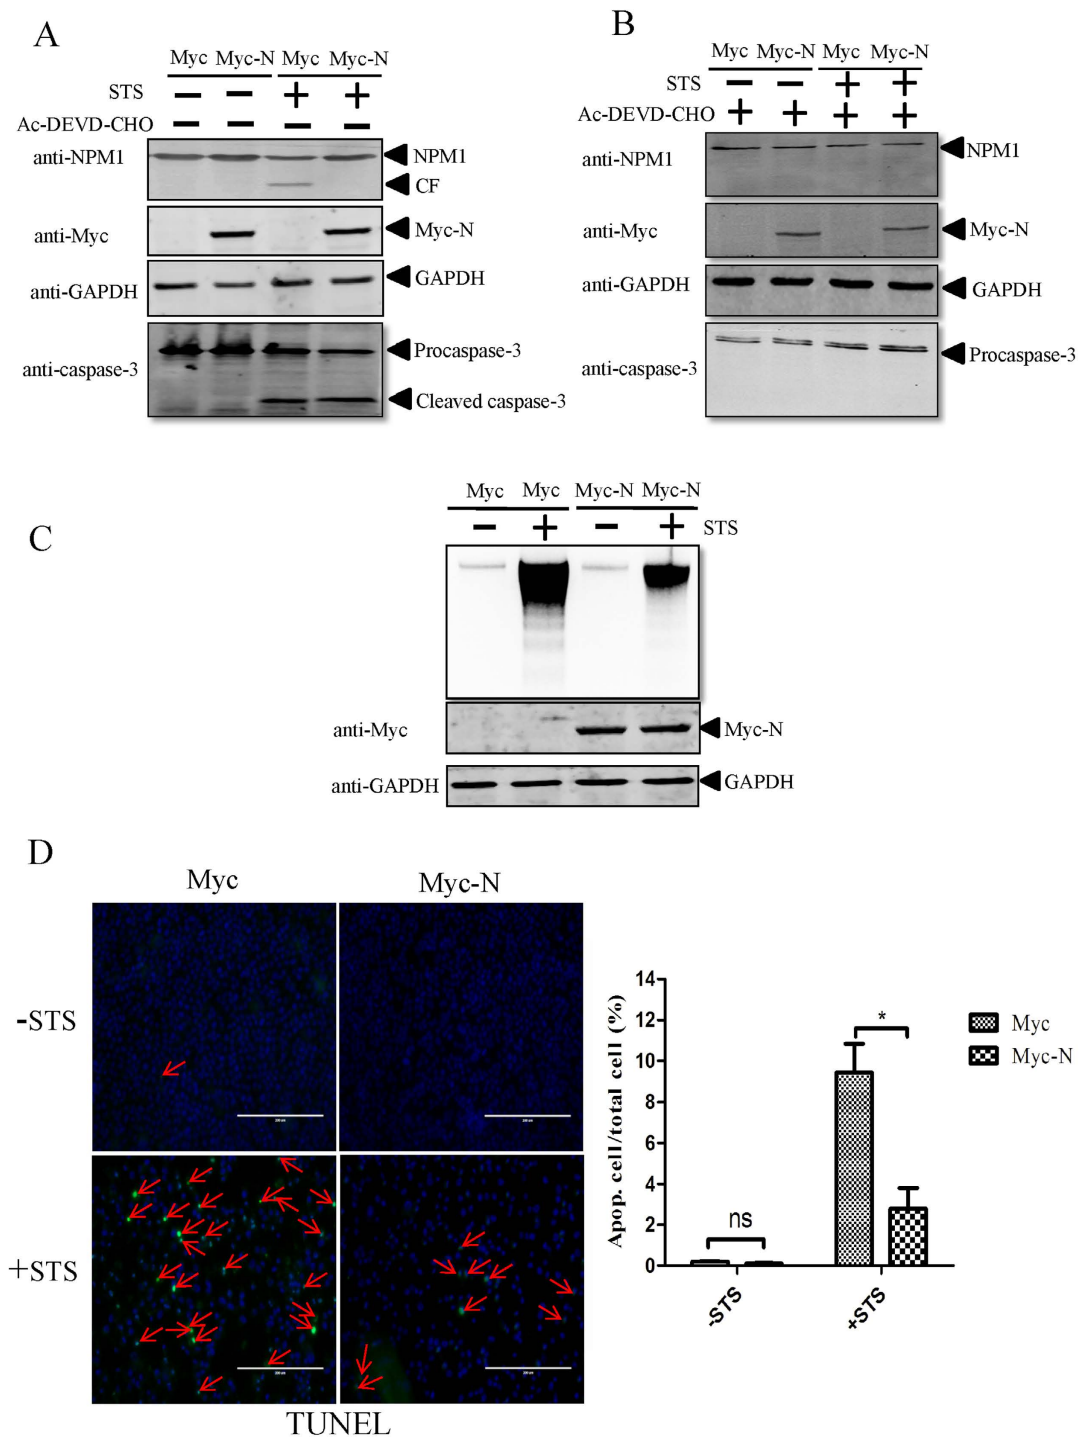 A
Myc Myc-N Myc Myc-N
STS − − + +
Ac-DEVD-CHO − − − −
anti-NPM1 NPM1
CF
anti-Myc Myc-N
anti-GAPDH GAPDH
anti-caspase-3 Procaspase-3
Cleaved caspase-3
B
Myc Myc-N Myc Myc-N
STS − − + +
Ac-DEVD-CHO + + + +
anti-NPM1 NPM1
anti-Myc Myc-N
anti-GAPDH GAPDH
anti-caspase-3 Procaspase-3
C
Myc Myc Myc-N Myc-N
− + − + STS
anti-Myc Myc-N
anti-GAPDH GAPDH
D
Myc Myc-N
-STS
+STS
TUNEL
Apop. cell/total cell (%)
14
12
10
8
6
4
2
0
ns
*
-STS +STS
Myc
Myc-N